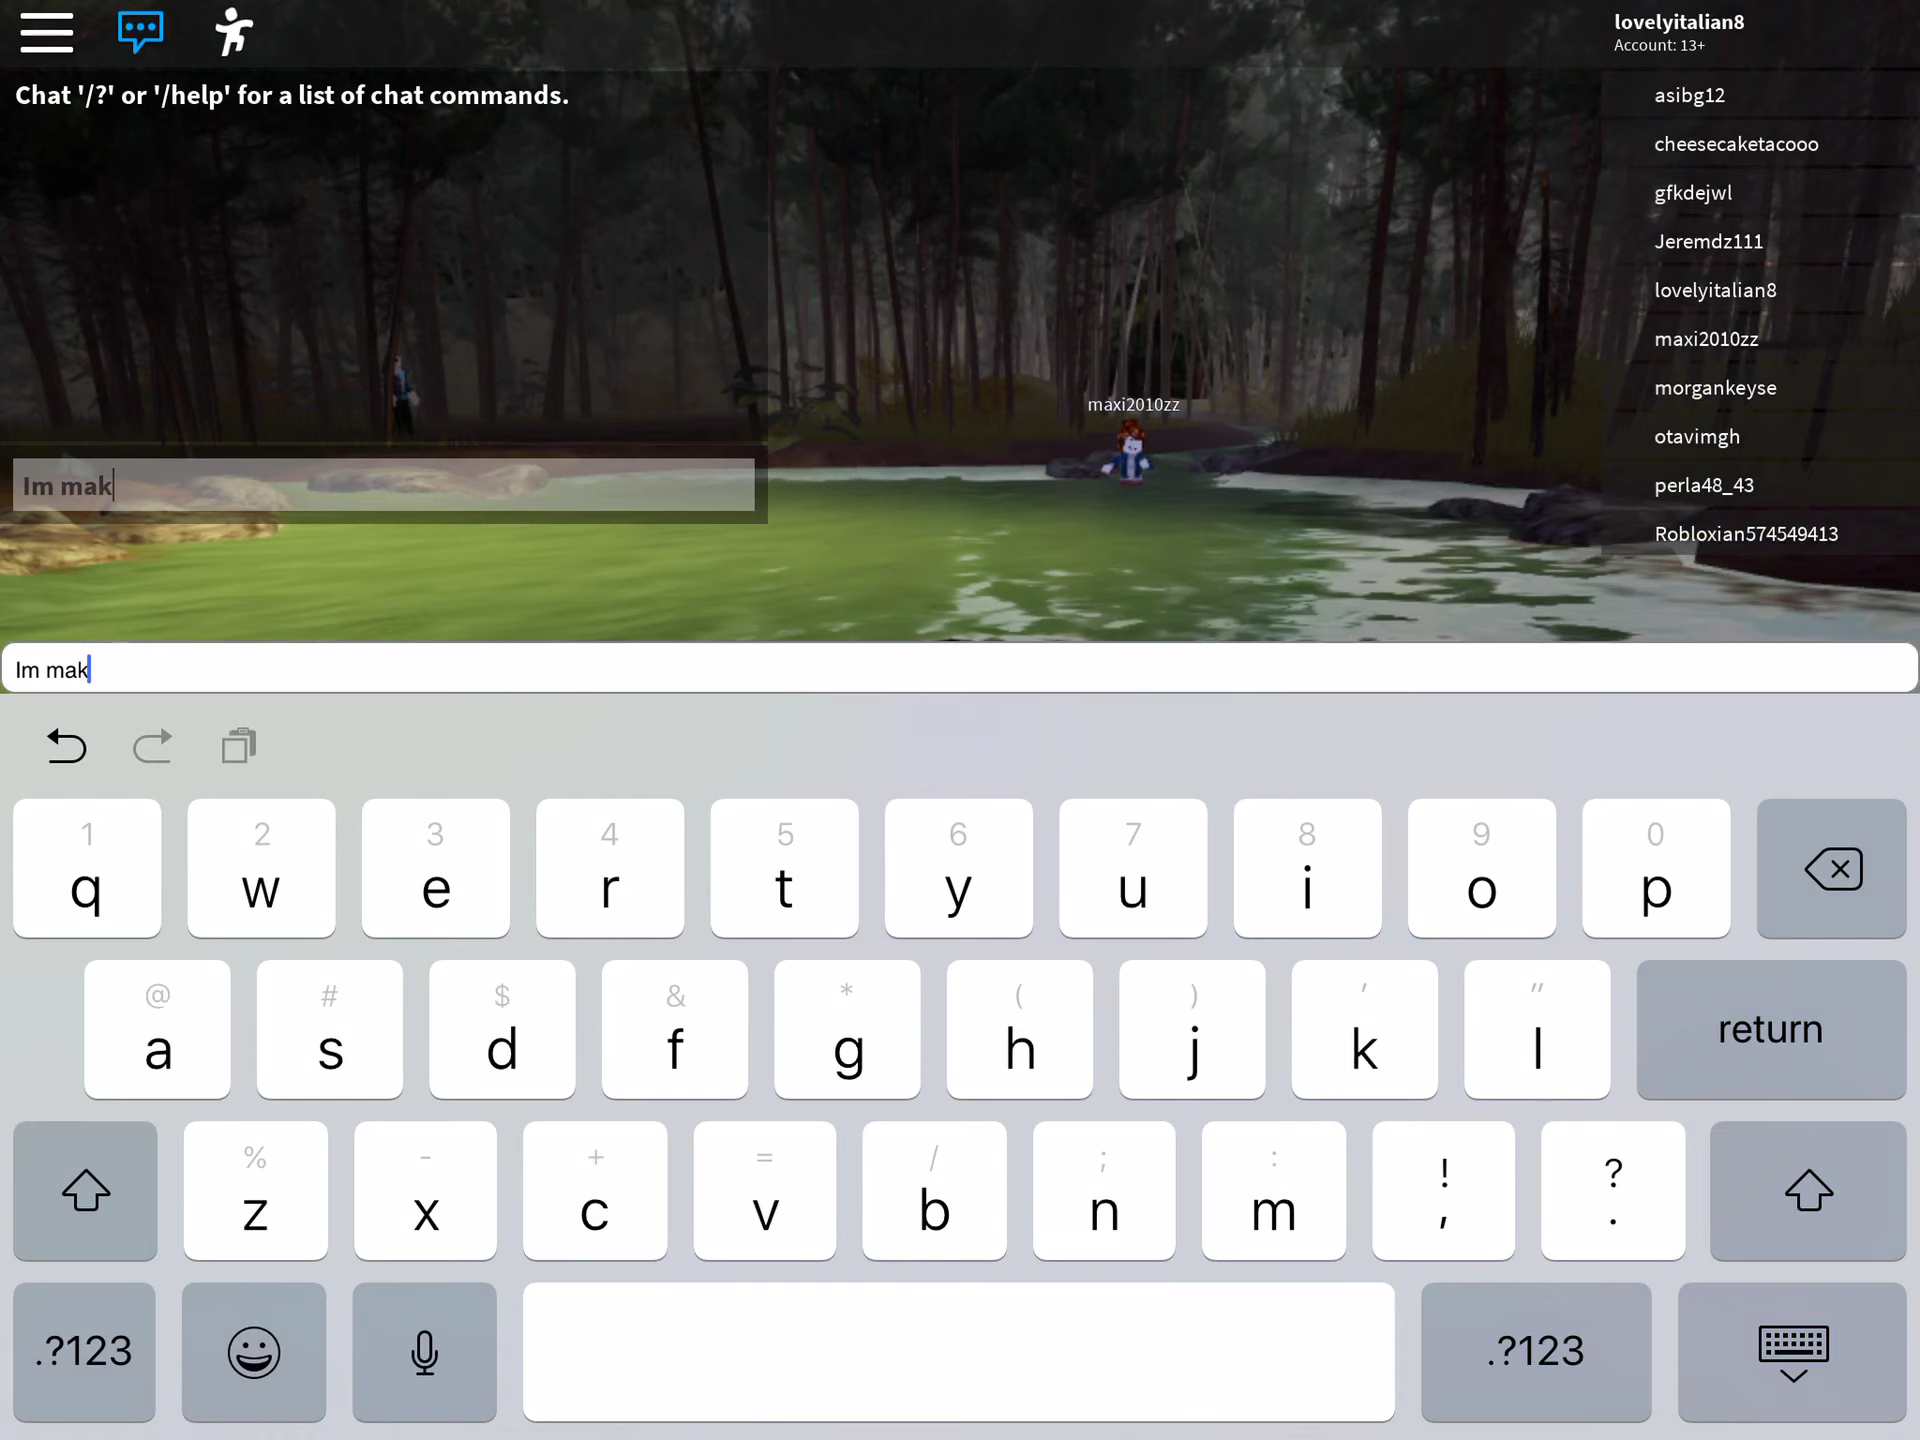 lovelyitalian8
Account: 13+
Chat '/?' or '/help' for a list of chat commands.
asibg12
cheesecaketacooo
gfkdejwl
Jeremdz111
lovelyitalian8
maxi2010zz
morgankeyse
otavimgh
perla48_43
Robloxian574549413
maxi2010zz
Im mak
Im mak
1 2 3 4 5 6 7 8 9 0
q w e r t y u i o p
@ # $ & * ( ) ' "
a s d f g h j k l return
% - + = / ; : ! ?
z x c v b n m , .
.?123 .?123